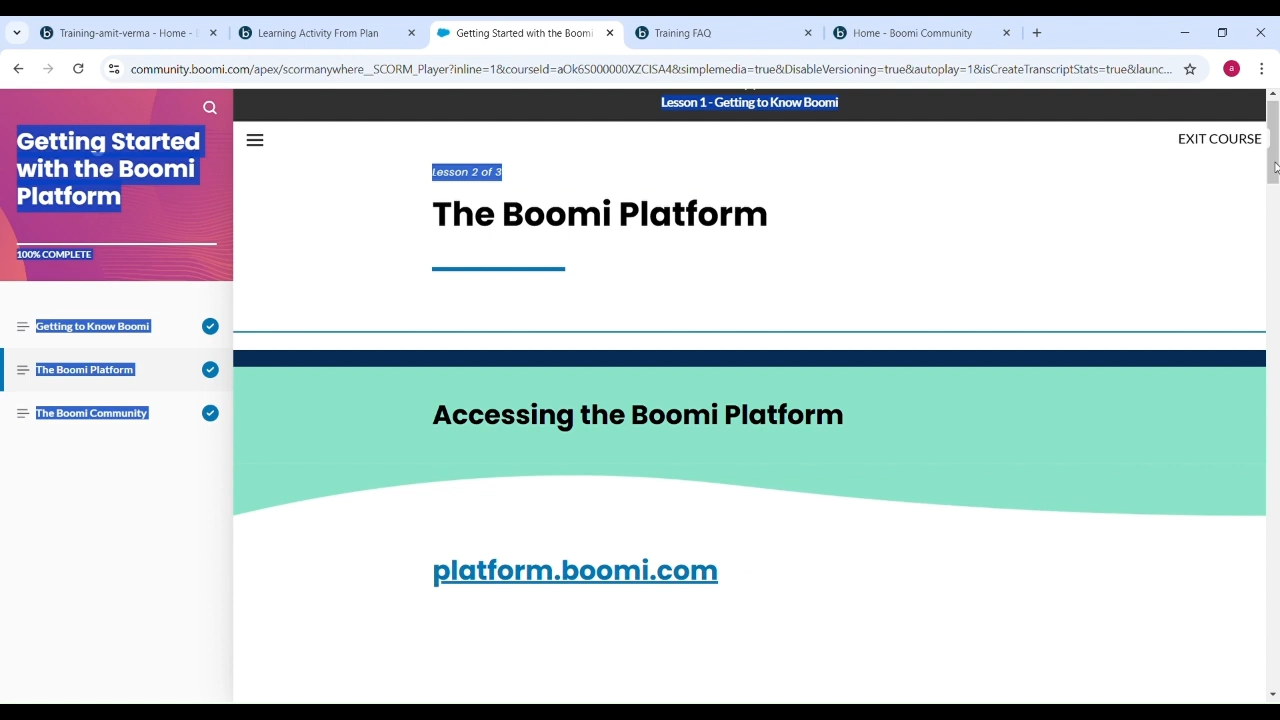 Training-amit-verma - Home -
Learning Activity From Plan
Getting Started with the Boomi
Training FAQ
Home - Boomi Community
community.boomi.com/apex/scormanywhere__SCORM_Player?inline=1&courseId=aOk6S000000XZCISA4&simplemedia=true&DisableVersioning=true&autoplay=1&isCreateTranscriptStats=true&launc...
a
Lesson 1 - Getting to Know Boomi
EXIT COURSE
Getting Started
with the Boomi
Platform
100% COMPLETE
Getting to Know Boomi
The Boomi Platform
The Boomi Community
Lesson 2 of 3
The Boomi Platform
Accessing the Boomi Platform
platform.boomi.com